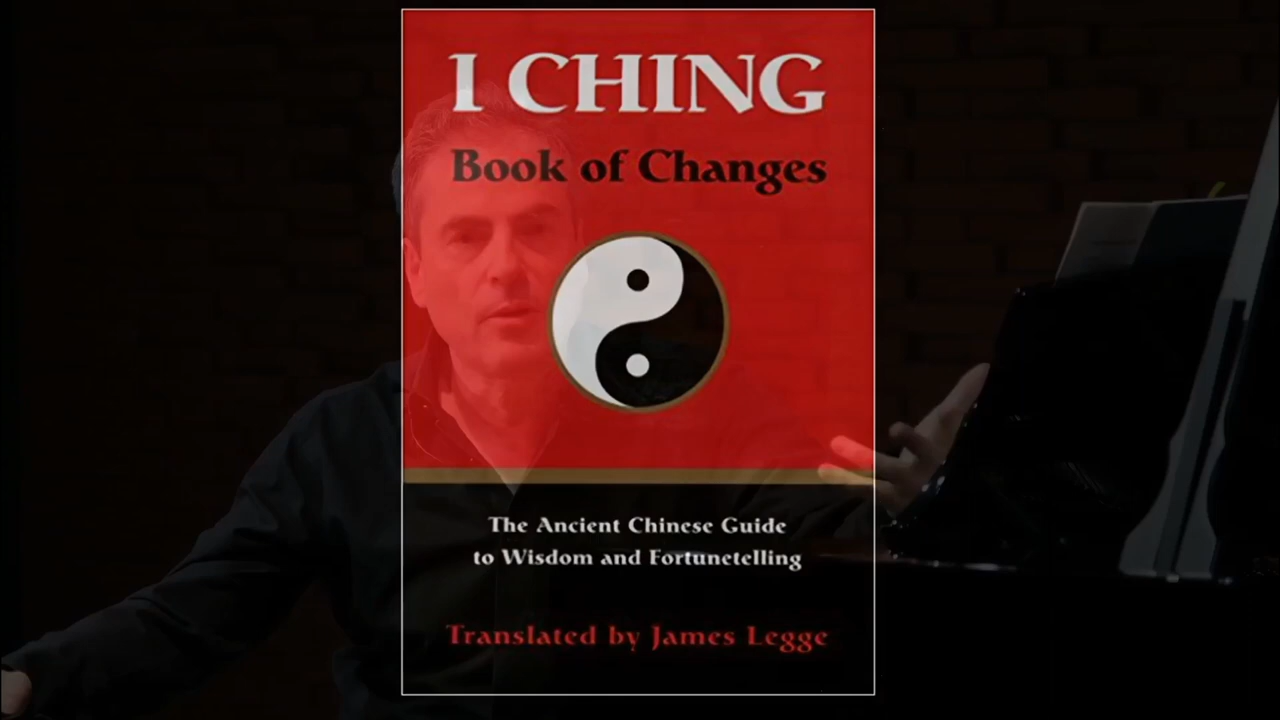 I CHING
Book of Changes
The Ancient Chinese Guide
to Wisdom and Fortunetelling
Translated by James Legge